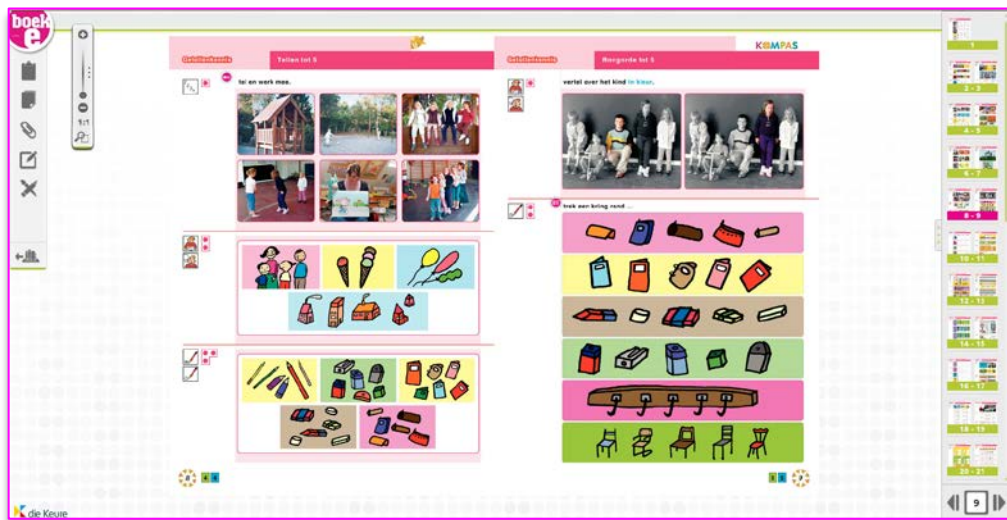 boek
e
1:1
Getallenkennis
Tellen tot 5
tel en werk mee.
8
KOMPAS
Getallenkennis
Rangorde tot 5
vertel over het kind in kleur.
trek een kring rond ...
9
1
2 - 3
4 - 5
6 - 7
8 - 9
10 - 11
12 - 13
14 - 15
16 - 17
18 - 19
20 - 21
9
die Keure